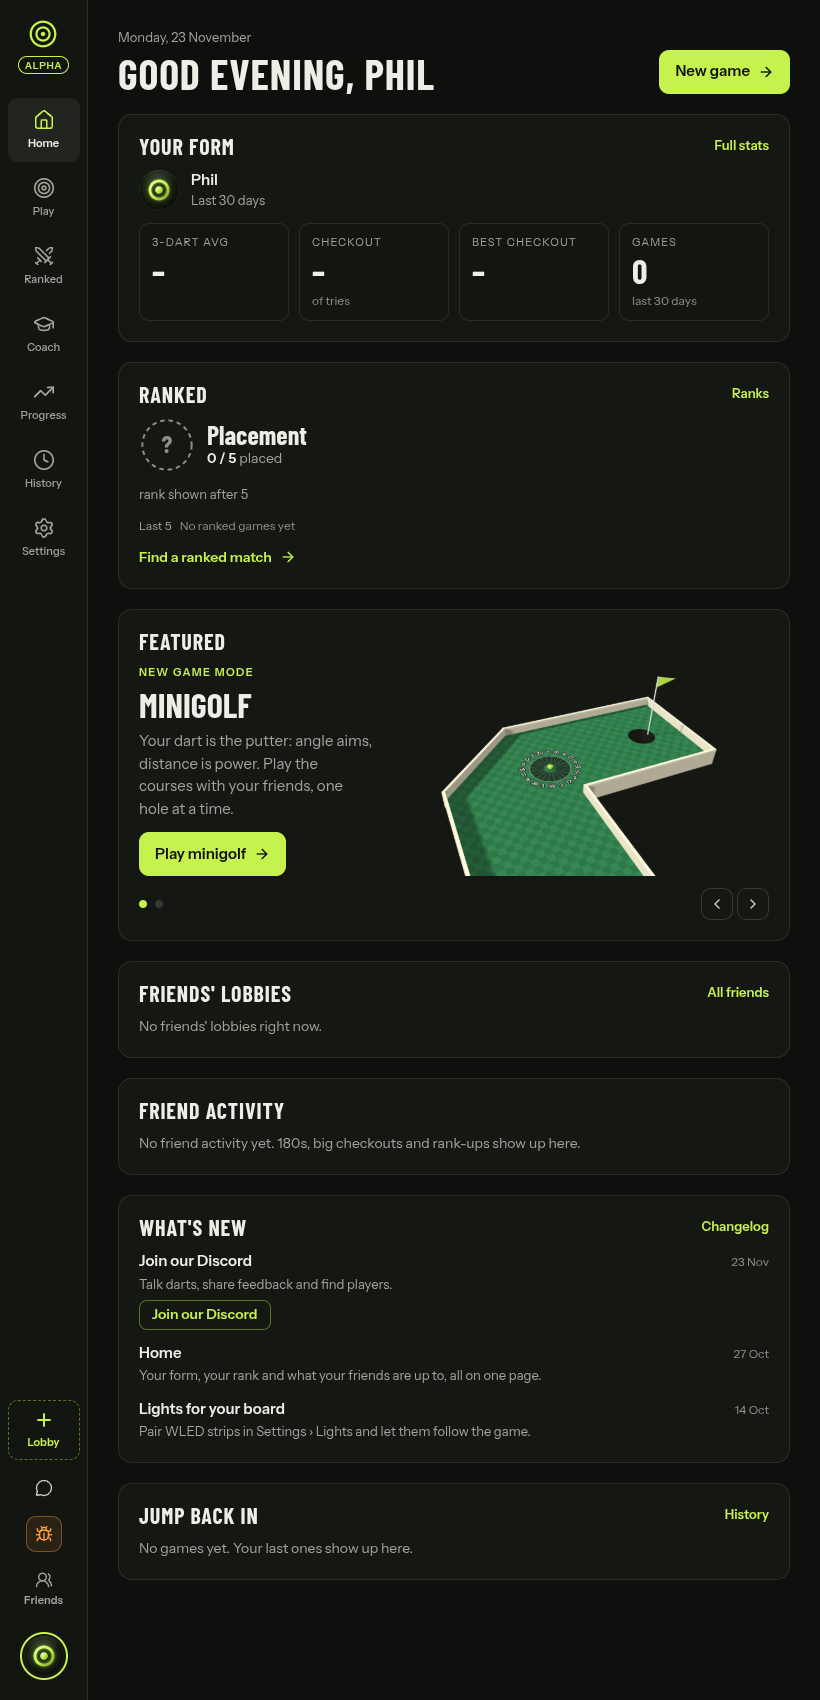 ALPHA
Home
Play
Ranked
Coach
Progress
History
Settings
Lobby
Friends
Monday, 23 November
GOOD EVENING, PHIL
New game
YOUR FORM
Full stats
Phil
Last 30 days
3-DART AVG
–
CHECKOUT
–
of tries
BEST CHECKOUT
–
GAMES
0
last 30 days
RANKED
Ranks
?
Placement
0 / 5 placed
rank shown after 5
Last 5 No ranked games yet
Find a ranked match
FEATURED
NEW GAME MODE
MINIGOLF
Your dart is the putter: angle aims,
distance is power. Play the
courses with your friends, one
hole at a time.
Play minigolf
FRIENDS' LOBBIES
All friends
No friends' lobbies right now.
FRIEND ACTIVITY
No friend activity yet. 180s, big checkouts and rank-ups show up here.
WHAT'S NEW
Changelog
Join our Discord
23 Nov
Talk darts, share feedback and find players.
Join our Discord
Home
27 Oct
Your form, your rank and what your friends are up to, all on one page.
Lights for your board
14 Oct
Pair WLED strips in Settings › Lights and let them follow the game.
JUMP BACK IN
History
No games yet. Your last ones show up here.